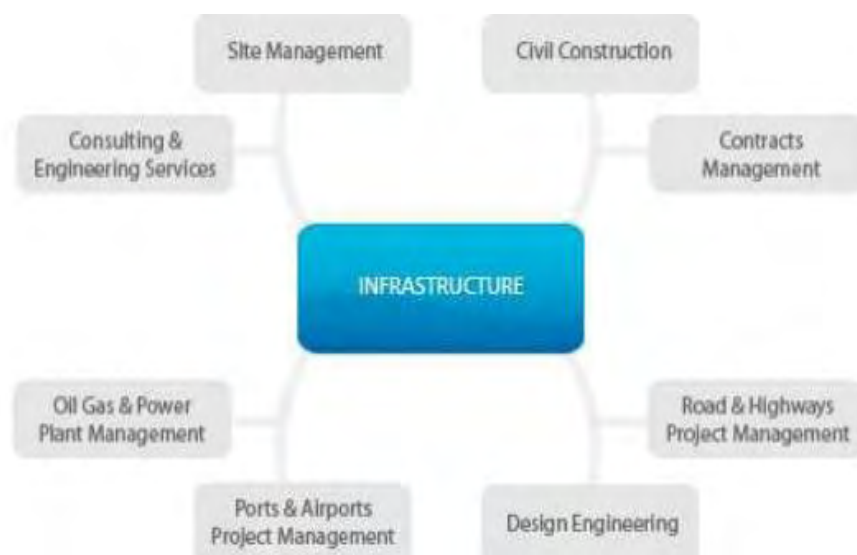 Site Management
Civil Construction
Consulting &
Engineering Services
Contracts
Management
INFRASTRUCTURE
Oil Gas & Power
Plant Management
Road & Highways
Project Management
Ports & Airports
Project Management
Design Engineering